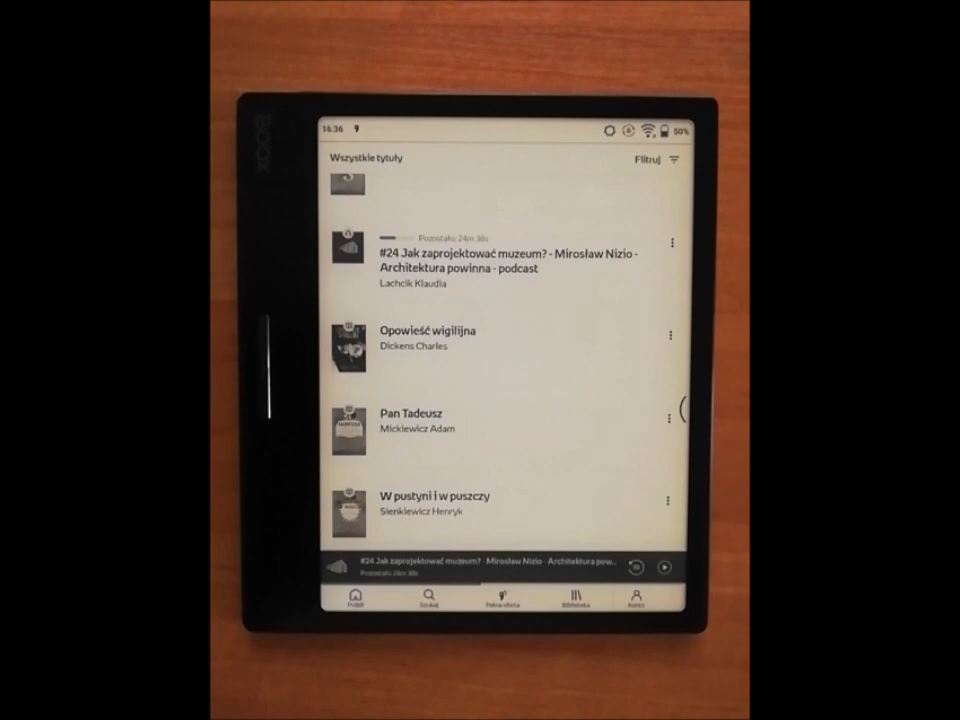 BOOX
16:36
50%
Wszystkie tytuły
Filtruj
Pozostało: 24m 38s
#24 Jak zaprojektować muzeum? - Mirosław Nizio -
Architektura powinna - podcast
Lachcik Klaudia
Opowieść wigilijna
Dickens Charles
Pan Tadeusz
Mickiewicz Adam
TADEUSZ
W pustyni i w puszczy
Sienkiewicz Henryk
#24 Jak zaprojektować muzeum? - Mirosław Nizio - Architektura pow...
Pozostało: 24m 38s
Pulpit
Szukaj
Pełna oferta
Biblioteka
Konto